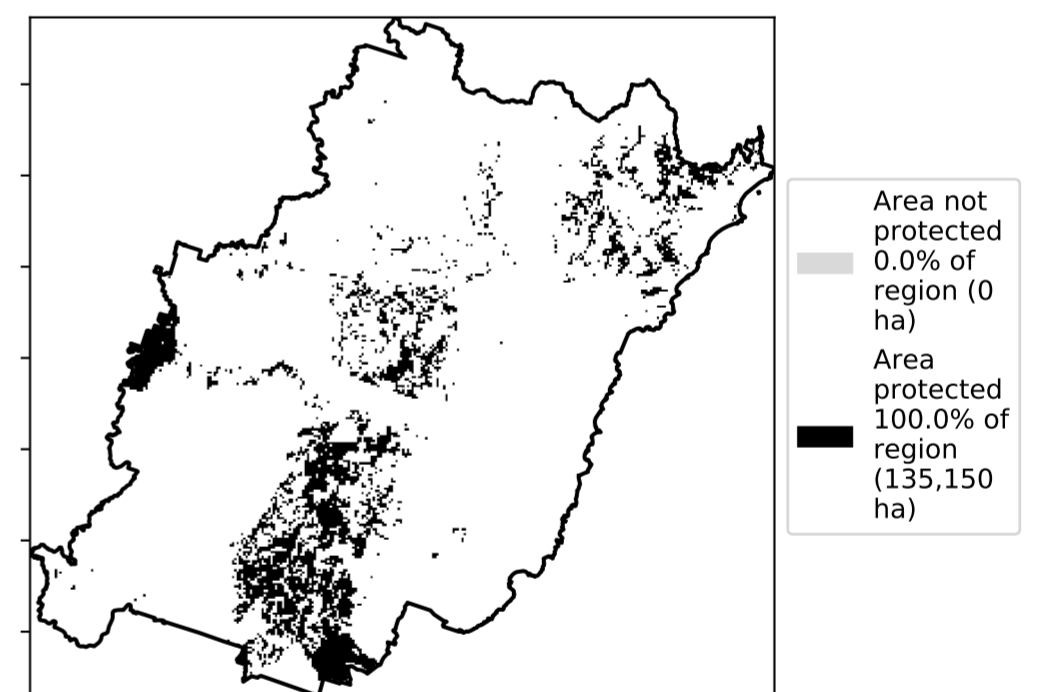 Area not
protected
0.0% of
region (0
ha)
Area
protected
100.0% of
region
(135,150
ha)